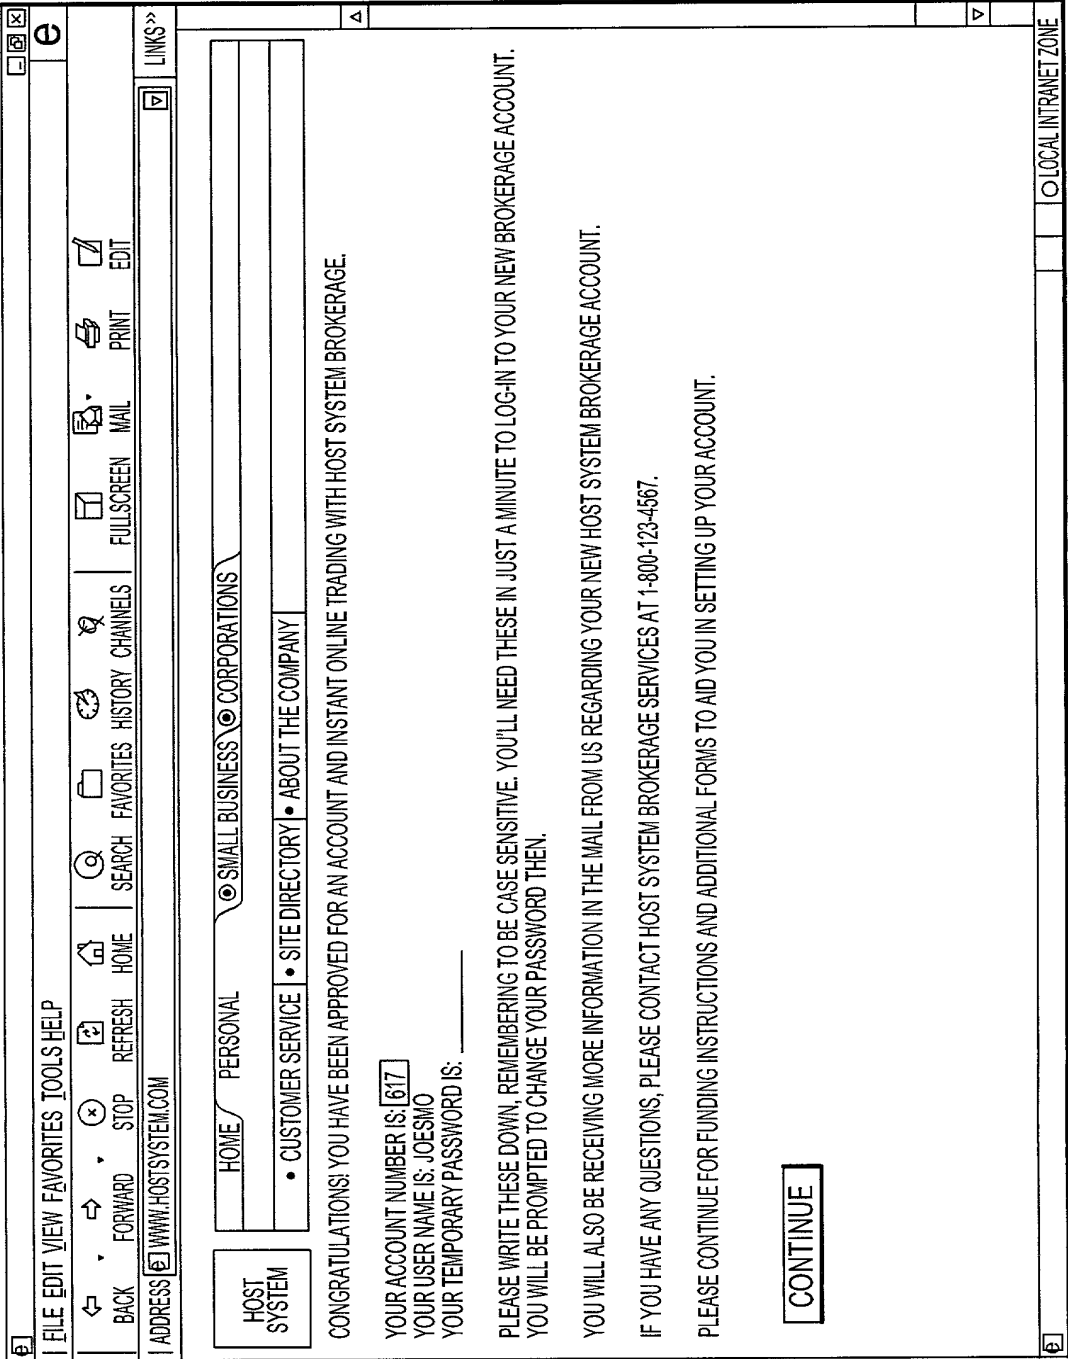 FILE EDIT VIEW FAVORITES TOOLS HELP
BACK FORWARD STOP REFRESH HOME SEARCH FAVORITES HISTORY CHANNELS FULLSCREEN MAIL PRINT EDIT
ADDRESS WWW.HOSTSYSTEM.COM LINKS»
HOST
SYSTEM
HOME PERSONAL SMALL BUSINESS CORPORATIONS
• CUSTOMER SERVICE • SITE DIRECTORY • ABOUT THE COMPANY
CONGRATULATIONS! YOU HAVE BEEN APPROVED FOR AN ACCOUNT AND INSTANT ONLINE TRADING WITH HOST SYSTEM BROKERAGE.
YOUR ACCOUNT NUMBER IS: 617
YOUR USER NAME IS: JOESMO
YOUR TEMPORARY PASSWORD IS:
PLEASE WRITE THESE DOWN, REMEMBERING TO BE CASE SENSITIVE. YOU'LL NEED THESE IN JUST A MINUTE TO LOG-IN TO YOUR NEW BROKERAGE ACCOUNT.
YOU WILL BE PROMPTED TO CHANGE YOUR PASSWORD THEN.
YOU WILL ALSO BE RECEIVING MORE INFORMATION IN THE MAIL FROM US REGARDING YOUR NEW HOST SYSTEM BROKERAGE ACCOUNT.
IF YOU HAVE ANY QUESTIONS, PLEASE CONTACT HOST SYSTEM BROKERAGE SERVICES AT 1-800-123-4567.
PLEASE CONTINUE FOR FUNDING INSTRUCTIONS AND ADDITIONAL FORMS TO AID YOU IN SETTING UP YOUR ACCOUNT.
CONTINUE
LOCAL INTRANET ZONE